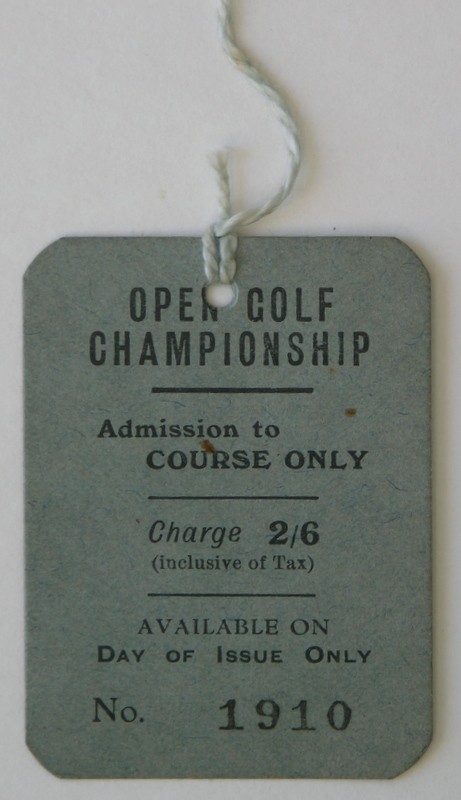 OPEN GOLF
CHAMPIONSHIP
Admission to
COURSE ONLY
Charge 2/6
(inclusive of Tax)
AVAILABLE ON
DAY OF ISSUE ONLY
No. 1910